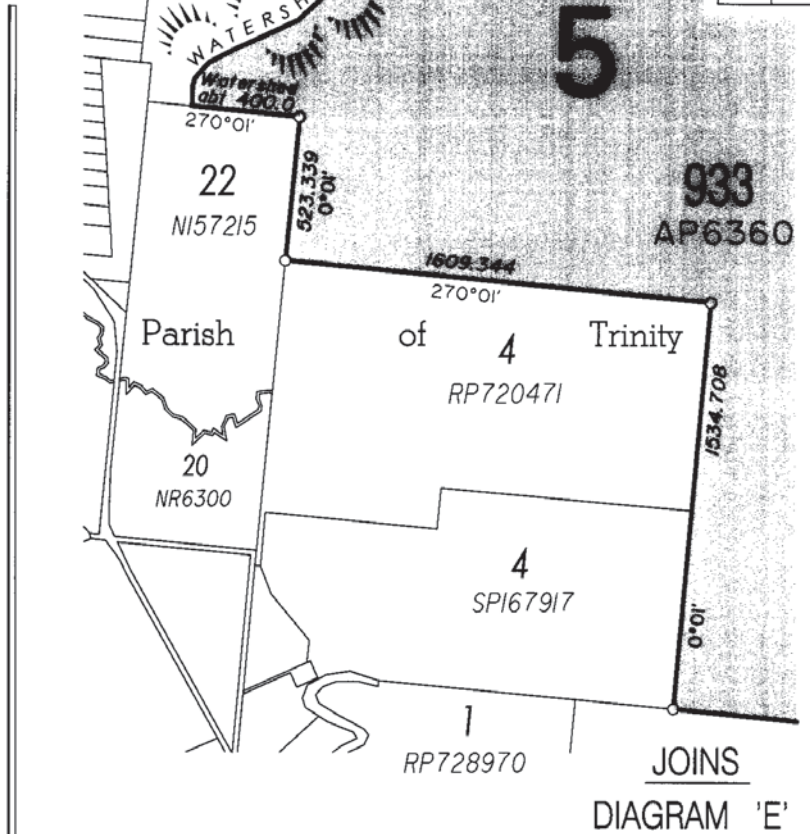 WATERSH
5
Watershed
abt 400.0
270°01'
523.339
0°01'
22
N157215
933
AP6360
1609.344
270°01'
Parish of Trinity
4
RP720471
1534.708
20
NR6300
4
SP167917
0°01'
1
RP728970
JOINS
DIAGRAM 'E'